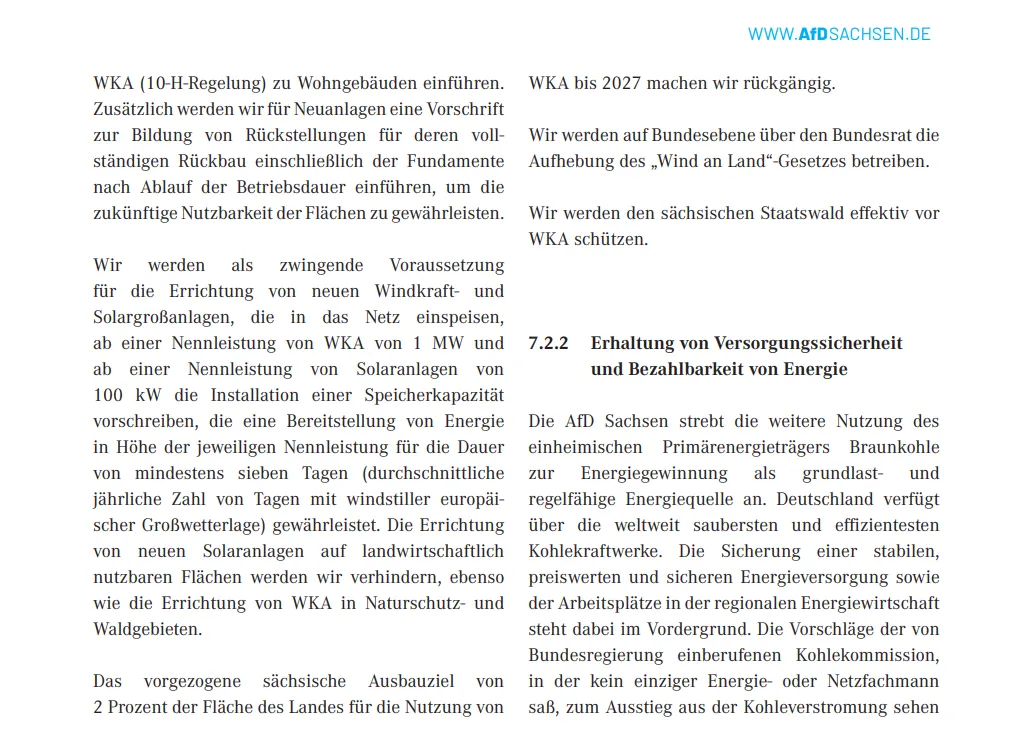 WWW.AfDSACHSEN.DE
WKA (10-H-Regelung) zu Wohngebäuden einführen.
Zusätzlich werden wir für Neuanlagen eine Vorschrift
zur Bildung von Rückstellungen für deren voll-
ständigen Rückbau einschließlich der Fundamente
nach Ablauf der Betriebsdauer einführen, um die
zukünftige Nutzbarkeit der Flächen zu gewährleisten.
Wir werden als zwingende Voraussetzung
für die Errichtung von neuen Windkraft- und
Solargroßanlagen, die in das Netz einspeisen,
ab einer Nennleistung von WKA von 1 MW und
ab einer Nennleistung von Solaranlagen von
100 kW die Installation einer Speicherkapazität
vorschreiben, die eine Bereitstellung von Energie
in Höhe der jeweiligen Nennleistung für die Dauer
von mindestens sieben Tagen (durchschnittliche
jährliche Zahl von Tagen mit windstiller europäi-
scher Großwetterlage) gewährleistet. Die Errichtung
von neuen Solaranlagen auf landwirtschaftlich
nutzbaren Flächen werden wir verhindern, ebenso
wie die Errichtung von WKA in Naturschutz- und
Waldgebieten.
Das vorgezogene sächsische Ausbauziel von
2 Prozent der Fläche des Landes für die Nutzung von
WKA bis 2027 machen wir rückgängig.
Wir werden auf Bundesebene über den Bundesrat die
Aufhebung des „Wind an Land“-Gesetzes betreiben.
Wir werden den sächsischen Staatswald effektiv vor
WKA schützen.
7.2.2 Erhaltung von Versorgungssicherheit
und Bezahlbarkeit von Energie
Die AfD Sachsen strebt die weitere Nutzung des
einheimischen Primärenergieträgers Braunkohle
zur Energiegewinnung als grundlast- und
regelfähige Energiequelle an. Deutschland verfügt
über die weltweit saubersten und effizientesten
Kohlekraftwerke. Die Sicherung einer stabilen,
preiswerten und sicheren Energieversorgung sowie
der Arbeitsplätze in der regionalen Energiewirtschaft
steht dabei im Vordergrund. Die Vorschläge der von
Bundesregierung einberufenen Kohlekommission,
in der kein einziger Energie- oder Netzfachmann
saß, zum Ausstieg aus der Kohleverstromung sehen